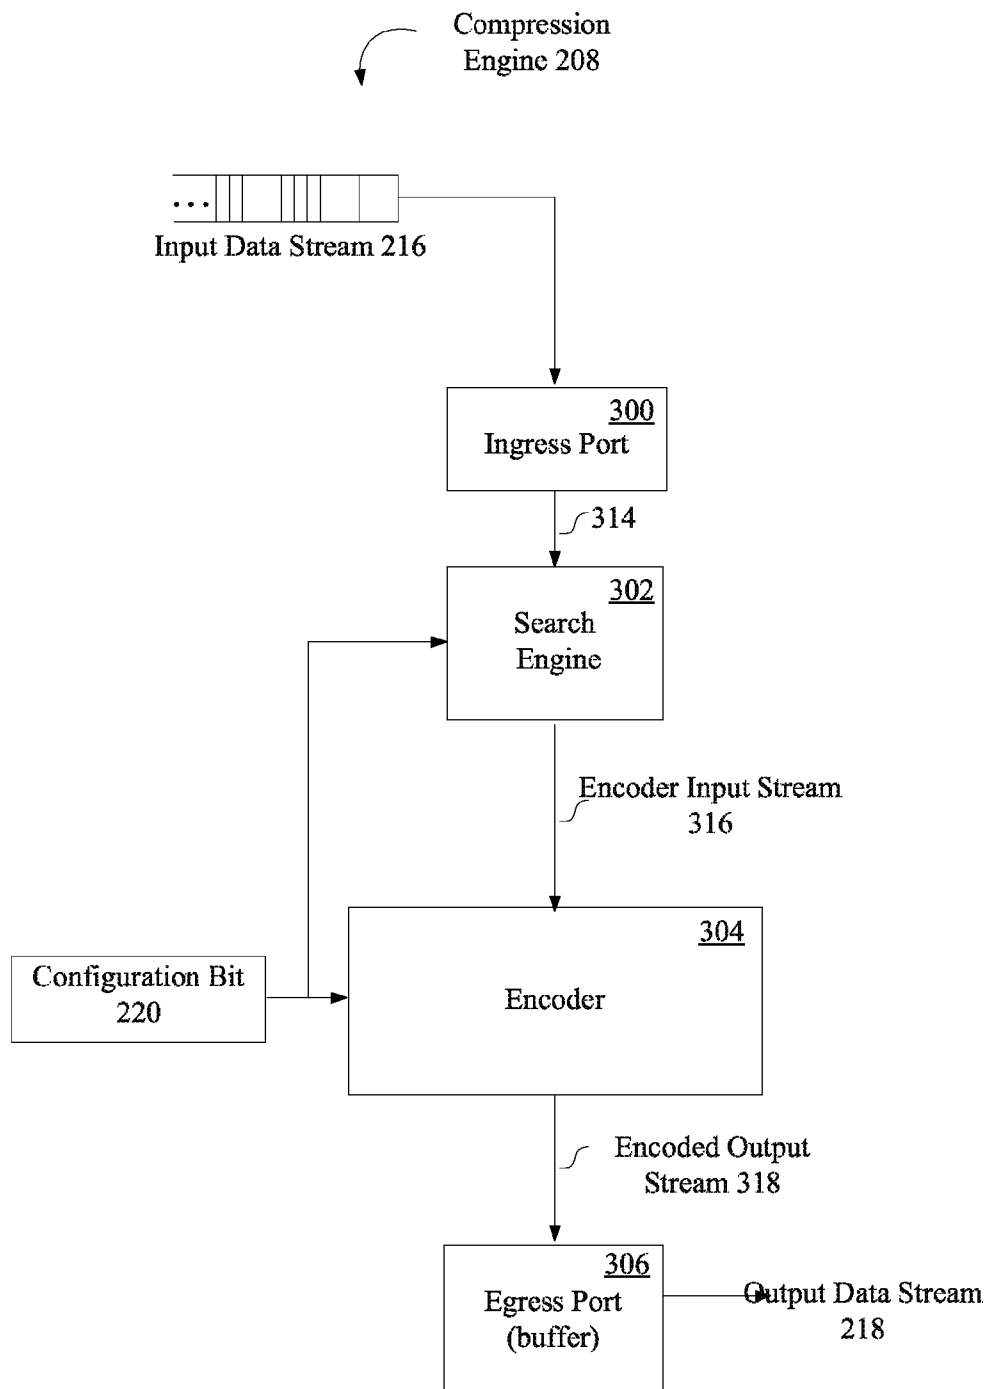 Compression
Engine 208
...
Input Data Stream 216
300
Ingress Port
314
302
Search
Engine
Encoder Input Stream
316
304
Encoder
Configuration Bit
220
Encoded Output
Stream 318
306
Egress Port
(buffer)
Output Data Stream
218